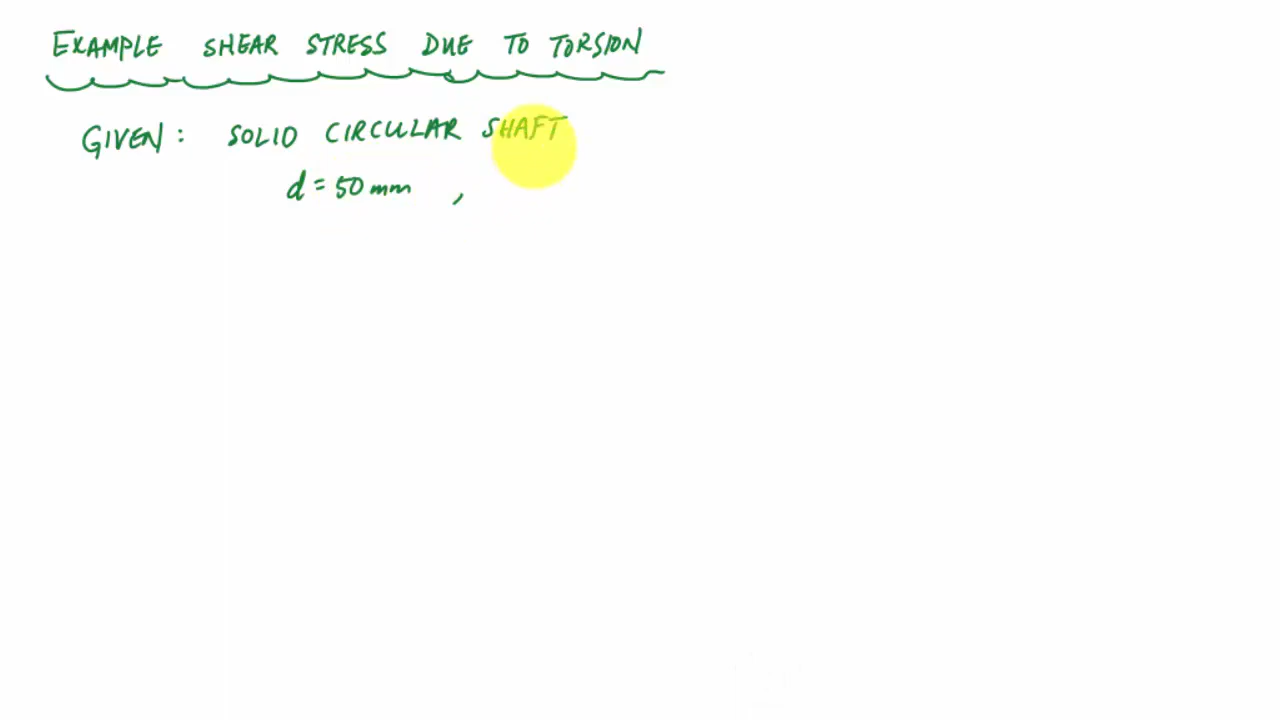 EXAMPLE SHEAR STRESS DUE TO TORSION
GIVEN: SOLID CIRCULAR SHAFT
d = 50 mm ,